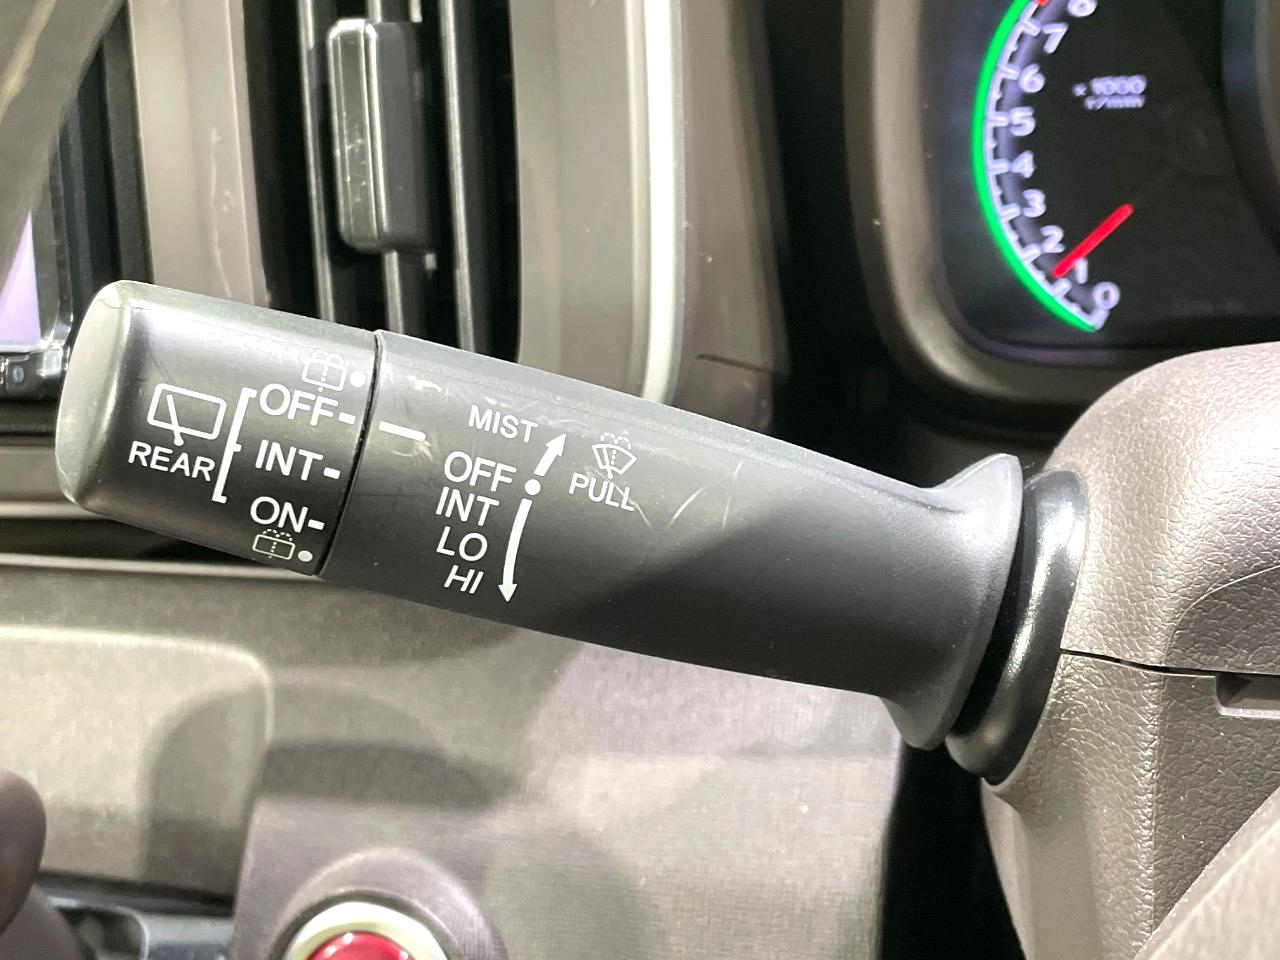 8
7
6
5
4
3
2
1
0
x 1000
r/min
REAR
OFF
INT
ON
MIST
OFF
INT
LO
HI
PULL